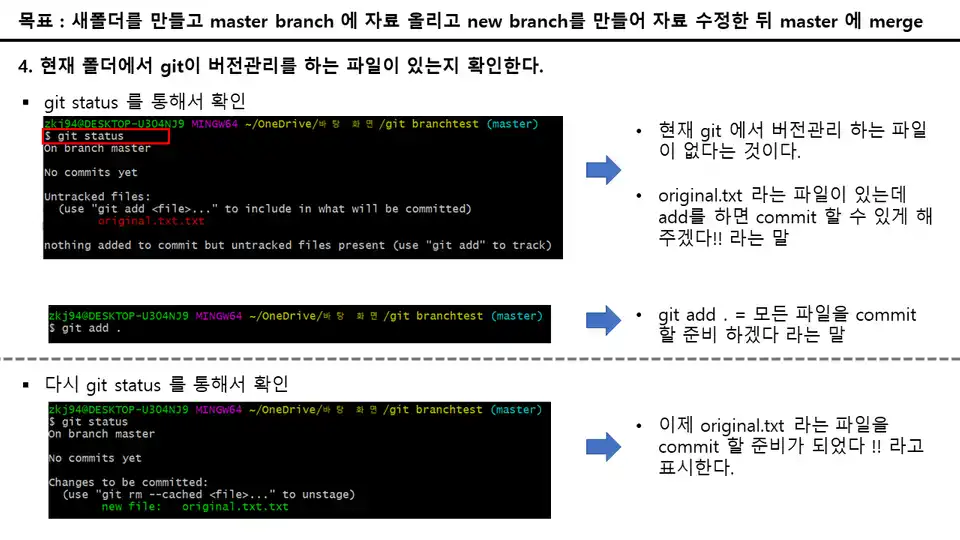 목표 : 새폴더를 만들고 master branch 에 자료 올리고 new branch를 만들어 자료 수정한 뒤 master 에 merge
4. 현재 폴더에서 git이 버전관리를 하는 파일이 있는지 확인한다.
▪ git status 를 통해서 확인
zkj94@DESKTOP-U3O4NJ9 MINGW64 ~/OneDrive/바탕 화면/git branchtest (master)
$ git status
On branch master
No commits yet
Untracked files:
(use "git add <file>..." to include in what will be committed)
original.txt.txt
nothing added to commit but untracked files present (use "git add" to track)
• 현재 git 에서 버전관리 하는 파일
이 없다는 것이다.
• original.txt 라는 파일이 있는데
add를 하면 commit 할 수 있게 해
주겠다!! 라는 말
zkj94@DESKTOP-U3O4NJ9 MINGW64 ~/OneDrive/바탕 화면/git branchtest (master)
$ git add .
• git add . = 모든 파일을 commit
할 준비 하겠다 라는 말
▪ 다시 git status 를 통해서 확인
zkj94@DESKTOP-U3O4NJ9 MINGW64 ~/OneDrive/바탕 화면/git branchtest (master)
$ git status
On branch master
No commits yet
Changes to be committed:
(use "git rm --cached <file>..." to unstage)
new file: original.txt.txt
• 이제 original.txt 라는 파일을
commit 할 준비가 되었다 !! 라고
표시한다.